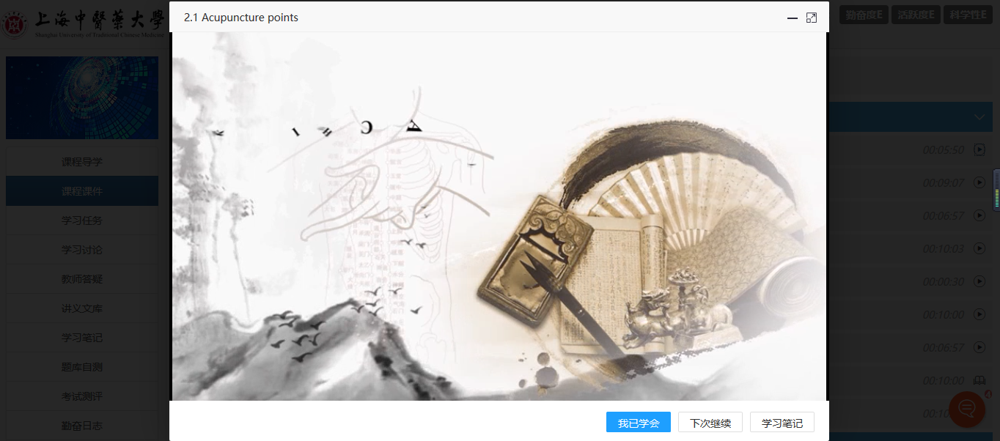 上海中醫藥大學
Shanghai University of Traditional Chinese Medicine
2.1 Acupuncture points
勤奋度E
活跃度E
科学性E
课程导学
课程课件
学习任务
学习讨论
教师答疑
讲义文库
学习笔记
题库自测
考试测评
勤奋日志
00:05:50
00:09:07
00:06:57
00:10:03
00:00:30
00:10:00
00:06:57
00:10:00
4
我已学会
下次继续
学习笔记